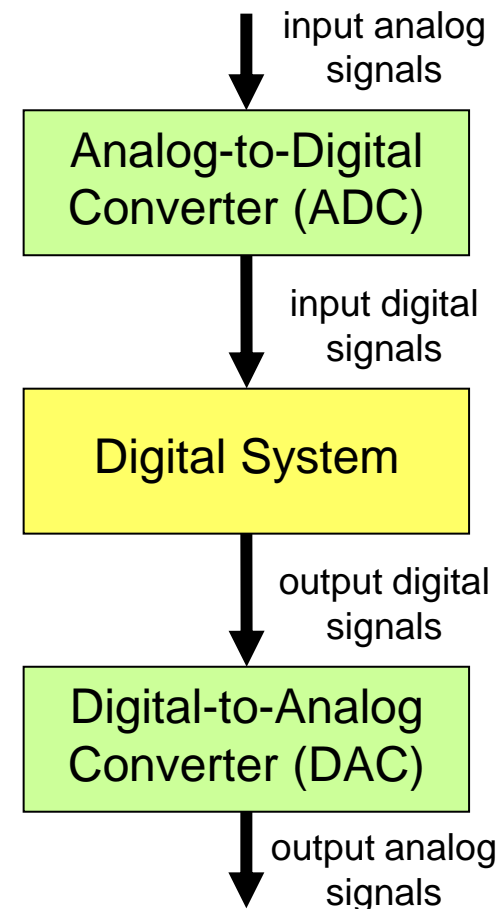 input analog
signals
Analog-to-Digital
Converter (ADC)
input digital
signals
Digital System
output digital
signals
Digital-to-Analog
Converter (DAC)
output analog
signals